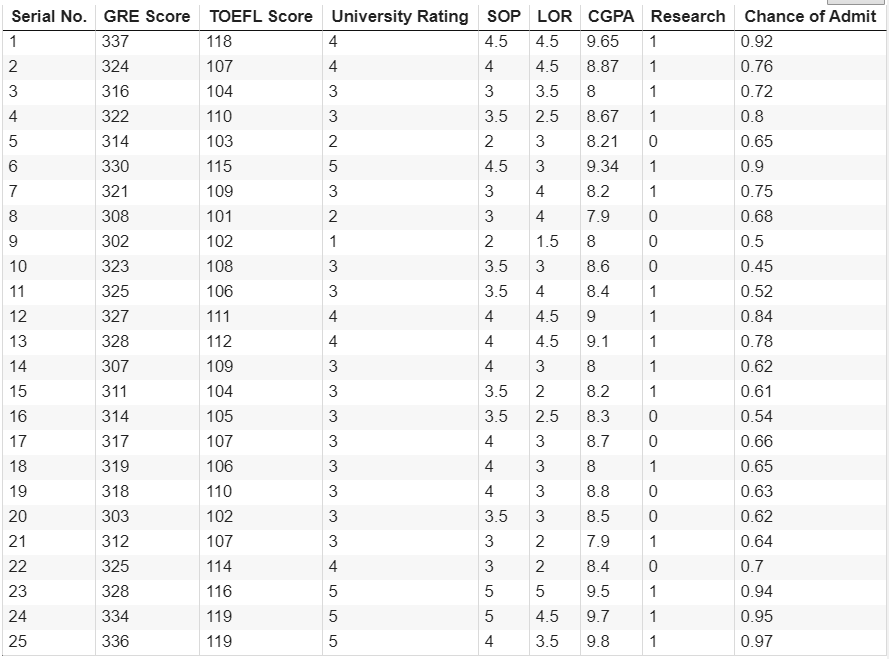 Serial No. GRE Score TOEFL Score University Rating SOP LOR CGPA Research Chance of Admit
1 337 118 4 4.5 4.5 9.65 1 0.92
2 324 107 4 4 4.5 8.87 1 0.76
3 316 104 3 3 3.5 8 1 0.72
4 322 110 3 3.5 2.5 8.67 1 0.8
5 314 103 2 2 3 8.21 0 0.65
6 330 115 5 4.5 3 9.34 1 0.9
7 321 109 3 3 4 8.2 1 0.75
8 308 101 2 3 4 7.9 0 0.68
9 302 102 1 2 1.5 8 0 0.5
10 323 108 3 3.5 3 8.6 0 0.45
11 325 106 3 3.5 4 8.4 1 0.52
12 327 111 4 4 4.5 9 1 0.84
13 328 112 4 4 4.5 9.1 1 0.78
14 307 109 3 4 3 8 1 0.62
15 311 104 3 3.5 2 8.2 1 0.61
16 314 105 3 3.5 2.5 8.3 0 0.54
17 317 107 3 4 3 8.7 0 0.66
18 319 106 3 4 3 8 1 0.65
19 318 110 3 4 3 8.8 0 0.63
20 303 102 3 3.5 3 8.5 0 0.62
21 312 107 3 3 2 7.9 1 0.64
22 325 114 4 3 2 8.4 0 0.7
23 328 116 5 5 5 9.5 1 0.94
24 334 119 5 5 4.5 9.7 1 0.95
25 336 119 5 4 3.5 9.8 1 0.97